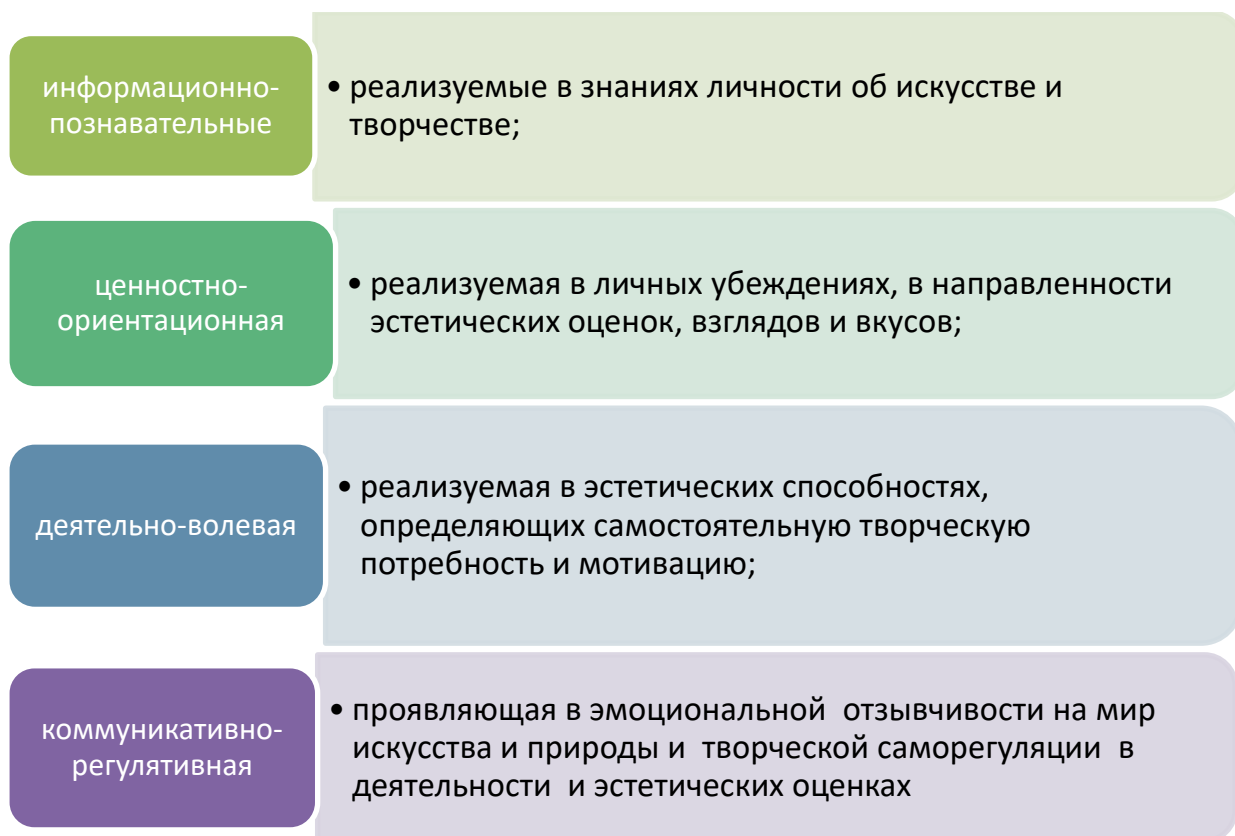 информационно-
познавательные
• реализуемые в знаниях личности об искусстве и
творчестве;
ценностно-
ориентационная
• реализуемая в личных убеждениях, в направленности
эстетических оценок, взглядов и вкусов;
деятельно-волевая
• реализуемая в эстетических способностях,
определяющих самостоятельную творческую
потребность и мотивацию;
коммуникативно-
регулятивная
• проявляющая в эмоциональной отзывчивости на мир
искусства и природы и творческой саморегуляции в
деятельности и эстетических оценках